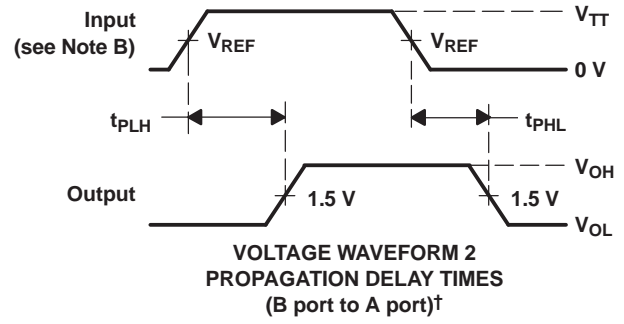 Input
(see Note B)
VREF
VREF
VTT
0 V
tPLH
tPHL
Output
1.5 V
1.5 V
VOH
VOL
VOLTAGE WAVEFORM 2
PROPAGATION DELAY TIMES
(B port to A port)†